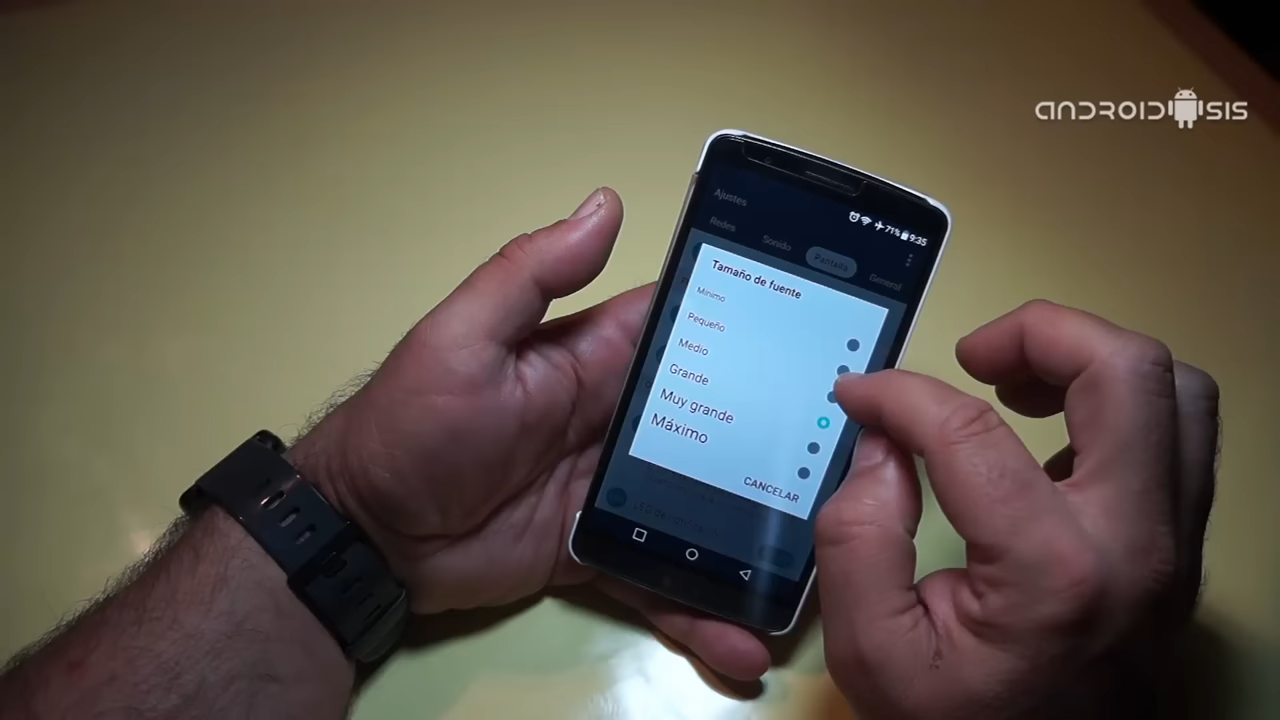 ANDROIDSIS
Ajustes
71% 9:35
Redes Sonido Pantalla General
Tamaño de fuente
Mínimo
Pequeño
Medio
Grande
Muy grande
Máximo
CANCELAR